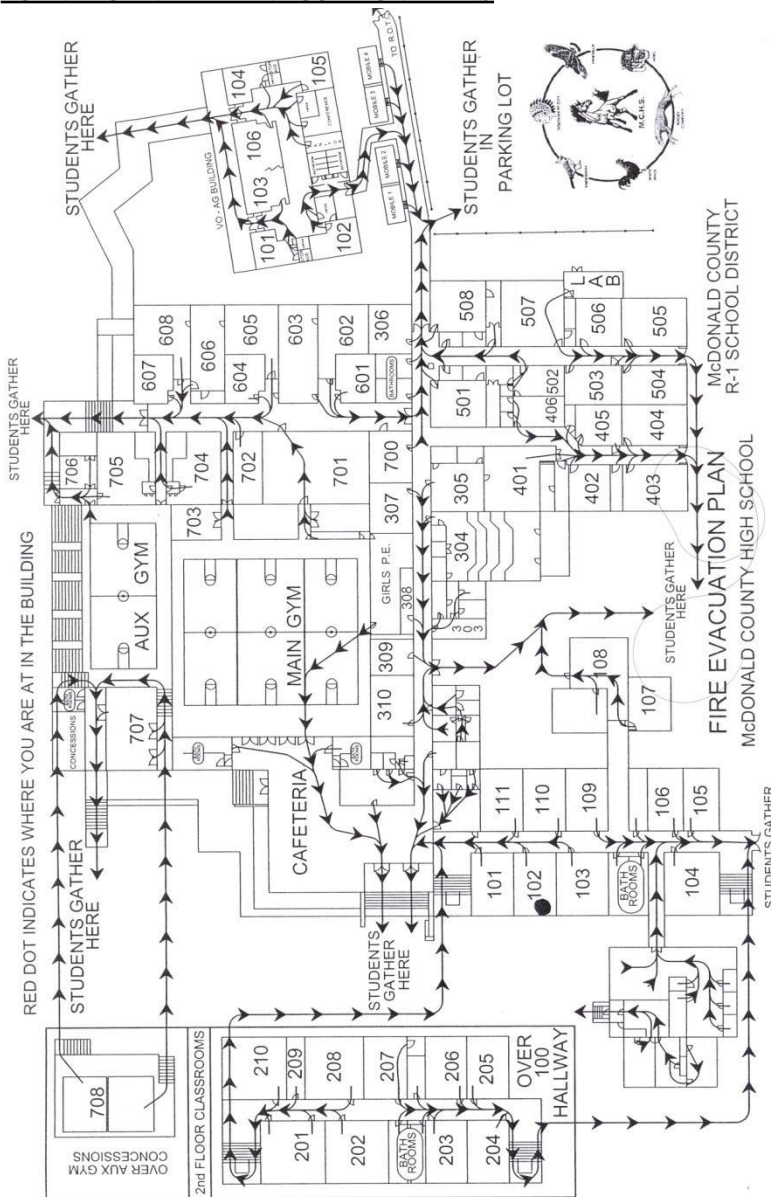 RED DOT INDICATES WHERE YOU ARE AT IN THE BUILDING
STUDENTS GATHER
HERE
VO - AG BUILDING
104
105
106
103
101
102
CONFERENCE
MOBILE 1
MOBILE 2
MOBILE 3
MOBILE 4
TO R.O.T.C.
STUDENTS GATHER
IN
PARKING LOT
M.C.H.S.
STUDENTS GATHER
HERE
706
705
704
703
702
701
700
607
608
606
605
604
603
602
601
BATHROOMS
306
AUX GYM
MAIN GYM
GIRLS P.E.
307
308
309
310
CONCESSIONS
707
CAFETERIA
STUDENTS GATHER
HERE
STUDENTS
GATHER
HERE
305
304
303
401
402
403
404
405
406
501
502
503
504
505
506
507
508
LAB
STUDENTS GATHER
HERE
108
107
111
110
109
106
105
101
102
103
BATH
ROOMS
104
STUDENTS GATHER
708
OVER AUX GYM
CONCESSIONS
2nd FLOOR CLASSROOMS
210
209
208
207
206
205
201
202
BATH
ROOMS
203
204
OVER
100
HALLWAY
FIRE EVACUATION PLAN
McDONALD COUNTY HIGH SCHOOL
McDONALD COUNTY
R-1 SCHOOL DISTRICT